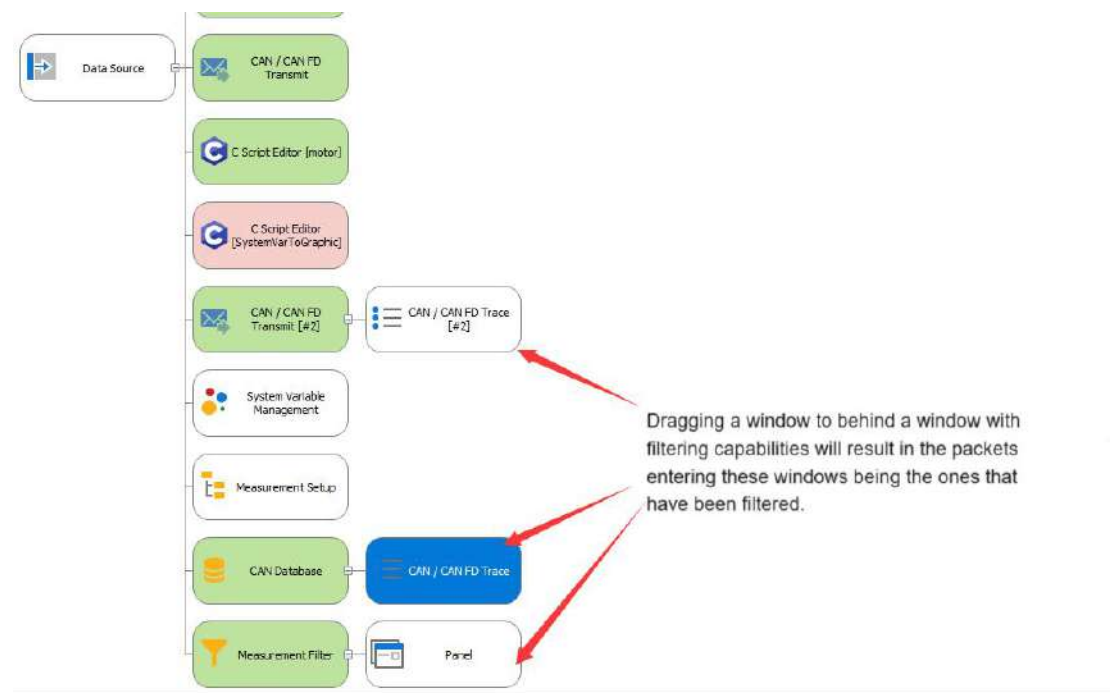 Data Source
CAN / CAN FD
Transmit
C Script Editor [motor]
C Script Editor
[SystemVarToGraphic]
CAN / CAN FD
Transmit [#2]
CAN / CAN FD Trace
[#2]
System Variable
Management
Dragging a window to behind a window with
filtering capabilities will result in the packets
entering these windows being the ones that
have been filtered.
Measurement Setup
CAN Database
CAN / CAN FD Trace
Measurement Filter
Panel